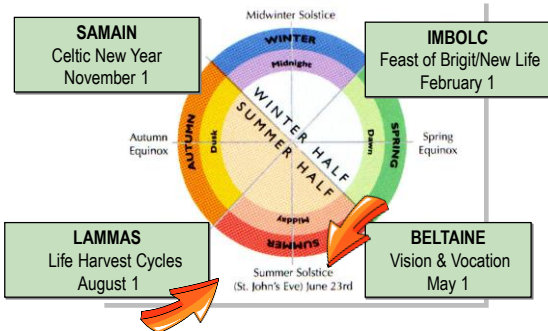 Midwinter Solstice
SAMAIN
Celtic New Year
November 1
IMBOLC
Feast of Brigit/New Life
February 1
WINTER
Midnight
WINTER HALF
SUMMER HALF
Autumn
Equinox
AUTUMN
Dusk
Dawn
SPRING
Spring
Equinox
Midday
SUMMER
LAMMAS
Life Harvest Cycles
August 1
BELTAINE
Vision & Vocation
May 1
Summer Solstice
(St. John's Eve) June 23rd